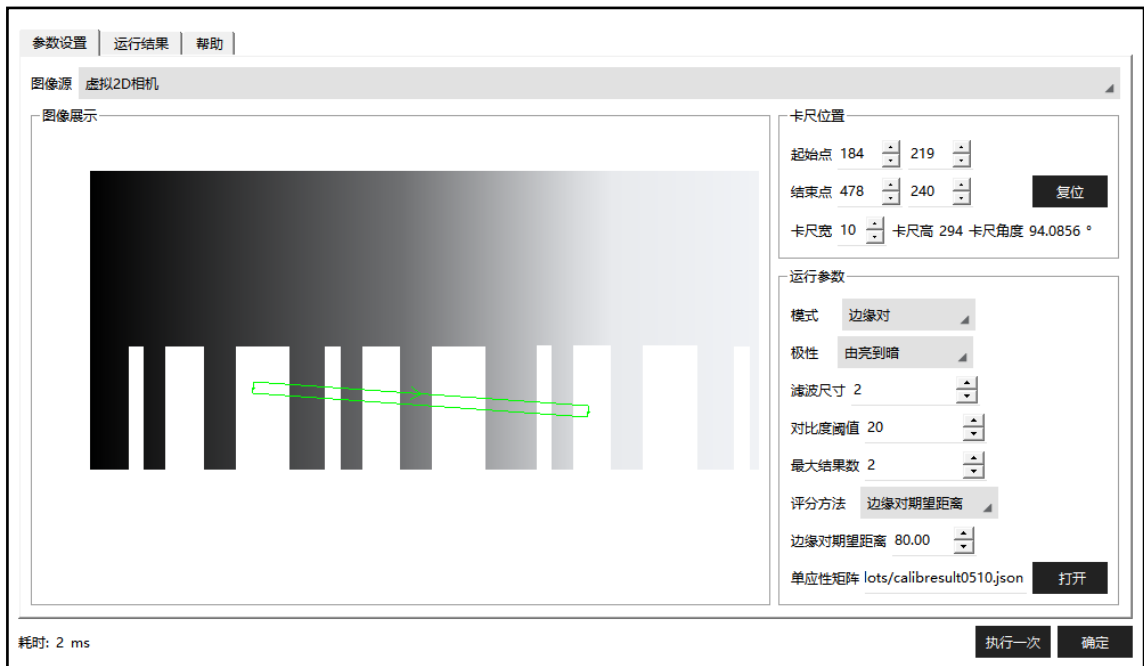 参数设置 运行结果 帮助
图像源 虚拟2D相机
图像展示
卡尺位置
起始点 184 219
结束点 478 240 复位
卡尺宽 10 卡尺高 294 卡尺角度 94.0856 °
运行参数
模式 边缘对
极性 由亮到暗
滤波尺寸 2
对比度阈值 20
最大结果数 2
评分方法 边缘对期望距离
边缘对期望距离 80.00
单应性矩阵 lots/calibresult0510.json 打开
耗时: 2 ms 执行一次 确定